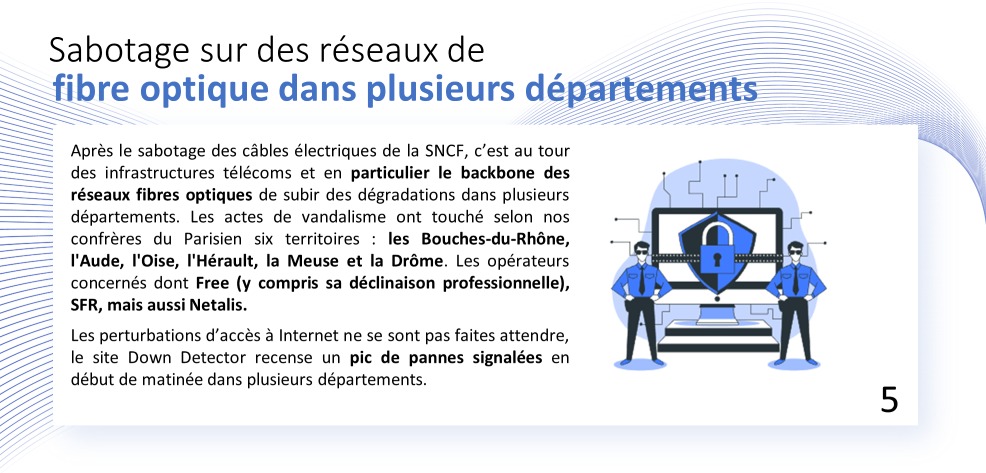 Sabotage sur des réseaux de
fibre optique dans plusieurs départements
Après le sabotage des câbles électriques de la SNCF, c’est au tour
des infrastructures télécoms et en particulier le backbone des
réseaux fibres optiques de subir des dégradations dans plusieurs
départements. Les actes de vandalisme ont touché selon nos
confrères du Parisien six territoires : les Bouches-du-Rhône,
l'Aude, l'Oise, l'Hérault, la Meuse et la Drôme. Les opérateurs
concernés dont Free (y compris sa déclinaison professionnelle),
SFR, mais aussi Netalis.
Les perturbations d’accès à Internet ne se sont pas faites attendre,
le site Down Detector recense un pic de pannes signalées en
début de matinée dans plusieurs départements.
5